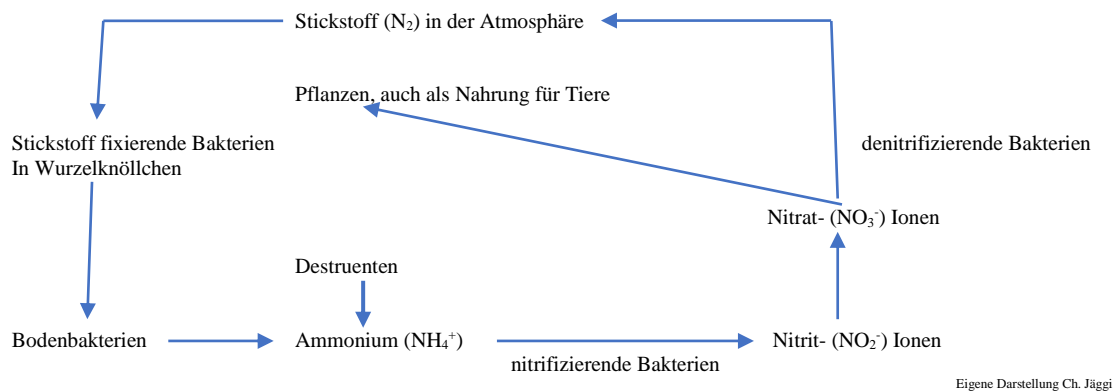 Stickstoff (N₂) in der Atmosphäre
Pflanzen, auch als Nahrung für Tiere
Stickstoff fixierende Bakterien
In Wurzelknöllchen
denitrifizierende Bakterien
Nitrat- (NO₃⁻) Ionen
Destruenten
Bodenbakterien
Ammonium (NH₄⁺)
nitrifizierende Bakterien
Nitrit- (NO₂⁻) Ionen
Eigene Darstellung Ch. Jäggi